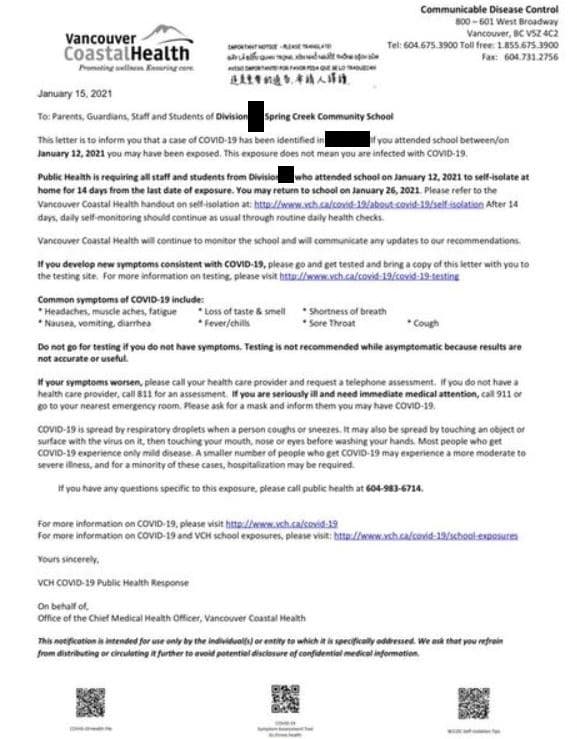 Vancouver
CoastalHealth
Promoting wellness. Ensuring care.
Communicable Disease Control
800 – 601 West Broadway
Vancouver, BC V5Z 4C2
Tel: 604.675.3900 Toll free: 1.855.675.3900
Fax: 604.731.2756
IMPORTANT NOTICE - PLEASE TRANSLATE!
January 15, 2021
To: Parents, Guardians, Staff and Students of Division Spring Creek Community School
This letter is to inform you that a case of COVID-19 has been identified in If you attended school between/on
January 12, 2021 you may have been exposed. This exposure does not mean you are infected with COVID-19.
Public Health is requiring all staff and students from Division who attended school on January 12, 2021 to self-isolate at
home for 14 days from the last date of exposure. You may return to school on January 26, 2021. Please refer to the
Vancouver Coastal Health handout on self-isolation at: http://www.vch.ca/covid-19/about-covid-19/self-isolation After 14
days, daily self-monitoring should continue as usual through routine daily health checks.
Vancouver Coastal Health will continue to monitor the school and will communicate any updates to our recommendations.
If you develop new symptoms consistent with COVID-19, please go and get tested and bring a copy of this letter with you to
the testing site. For more information on testing, please visit http://www.vch.ca/covid-19/covid-19-testing
Common symptoms of COVID-19 include:
* Headaches, muscle aches, fatigue * Loss of taste & smell * Shortness of breath
* Nausea, vomiting, diarrhea * Fever/chills * Sore Throat * Cough
Do not go for testing if you do not have symptoms. Testing is not recommended while asymptomatic because results are
not accurate or useful.
If your symptoms worsen, please call your health care provider and request a telephone assessment. If you do not have a
health care provider, call 811 for an assessment. If you are seriously ill and need immediate medical attention, call 911 or
go to your nearest emergency room. Please ask for a mask and inform them you may have COVID-19.
COVID-19 is spread by respiratory droplets when a person coughs or sneezes. It may also be spread by touching an object or
surface with the virus on it, then touching your mouth, nose or eyes before washing your hands. Most people who get
COVID-19 experience only mild disease. A smaller number of people who get COVID-19 may experience a more moderate to
severe illness, and for a minority of these cases, hospitalization may be required.
If you have any questions specific to this exposure, please call public health at 604-983-6714.
For more information on COVID-19, please visit http://www.vch.ca/covid-19
For more information on COVID-19 and VCH school exposures, please visit: http://www.vch.ca/covid-19/school-exposures
Yours sincerely,
VCH COVID-19 Public Health Response
On behalf of,
Office of the Chief Medical Health Officer, Vancouver Coastal Health
This notification is intended for use only by the individual(s) or entity to which it is specifically addressed. We ask that you refrain
from distributing or circulating it further to avoid potential disclosure of confidential medical information.
COVID-19
Symptom Assessment Tool
BCCDC Self-Isolation Tips